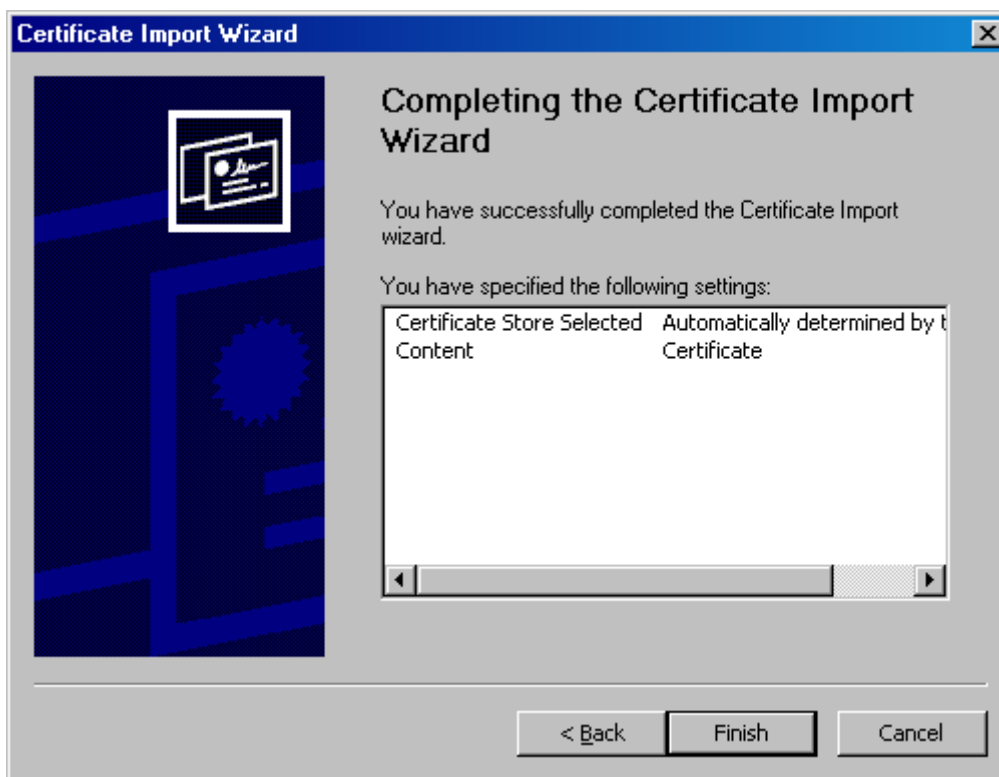 Certificate Import Wizard
Completing the Certificate Import
Wizard
You have successfully completed the Certificate Import
wizard.
You have specified the following settings:
Certificate Store Selected Automatically determined by t
Content Certificate
< Back Finish Cancel